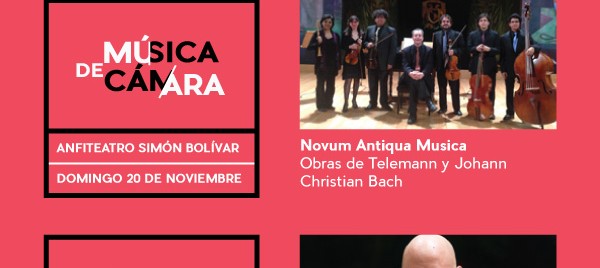 MÚSICA
DE CÁMARA
ANFITEATRO SIMÓN BOLÍVAR
DOMINGO 20 DE NOVIEMBRE
Novum Antiqua Musica
Obras de Telemann y Johann
Christian Bach